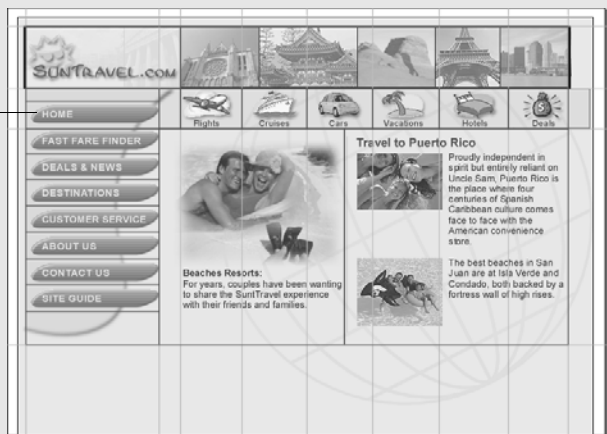 SUNTRAVEL.COM
HOME
FAST FARE FINDER
DEALS & NEWS
DESTINATIONS
CUSTOMER SERVICE
ABOUT US
CONTACT US
SITE GUIDE
Flights Cruises Cars Vacations Hotels Deals
Beaches Resorts:
For years, couples have been wanting
to share the SuntTravel experience
with their friends and families.
Travel to Puerto Rico
Proudly independent in
spirit but entirely reliant on
Uncle Sam, Puerto Rico is
the place where four
centuries of Spanish
Caribbean culture comes
face to face with the
American convenience
store.
The best beaches in San
Juan are at Isla Verde and
Condado, both backed by a
fortress wall of high rises.